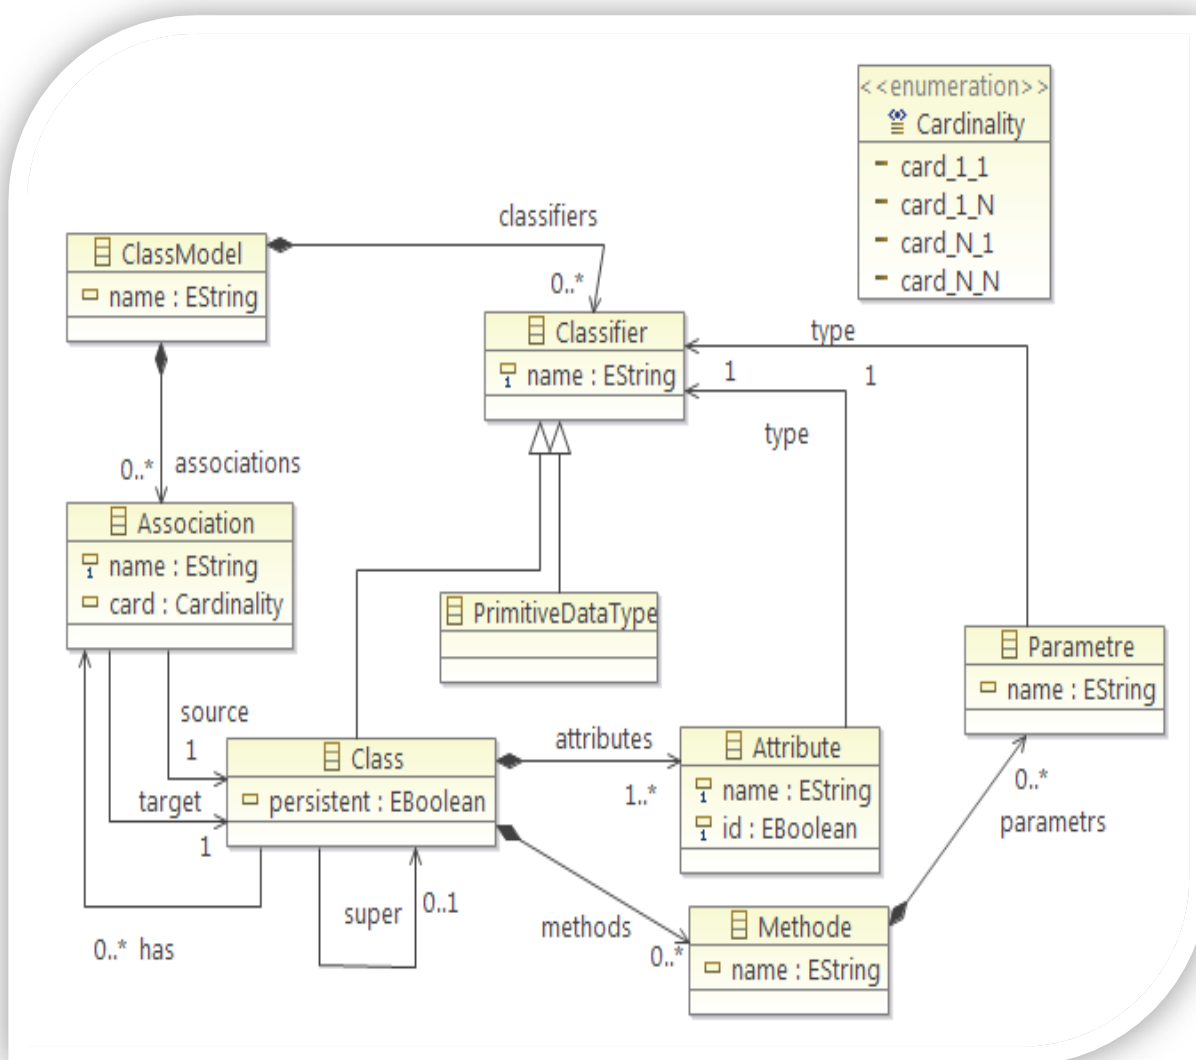 <<enumeration>>
Cardinality
card_1_1
card_1_N
card_N_1
card_N_N
classifiers
0..*
ClassModel
name : EString
Classifier
name : EString
type
1
1
type
0..*
associations
Association
name : EString
card : Cardinality
PrimitiveDataType
Parametre
name : EString
source
1
target
1
Class
persistent : EBoolean
attributes
1..*
Attribute
name : EString
id : EBoolean
0..*
parametrs
super
0..1
0..* has
methods
0..*
Methode
name : EString